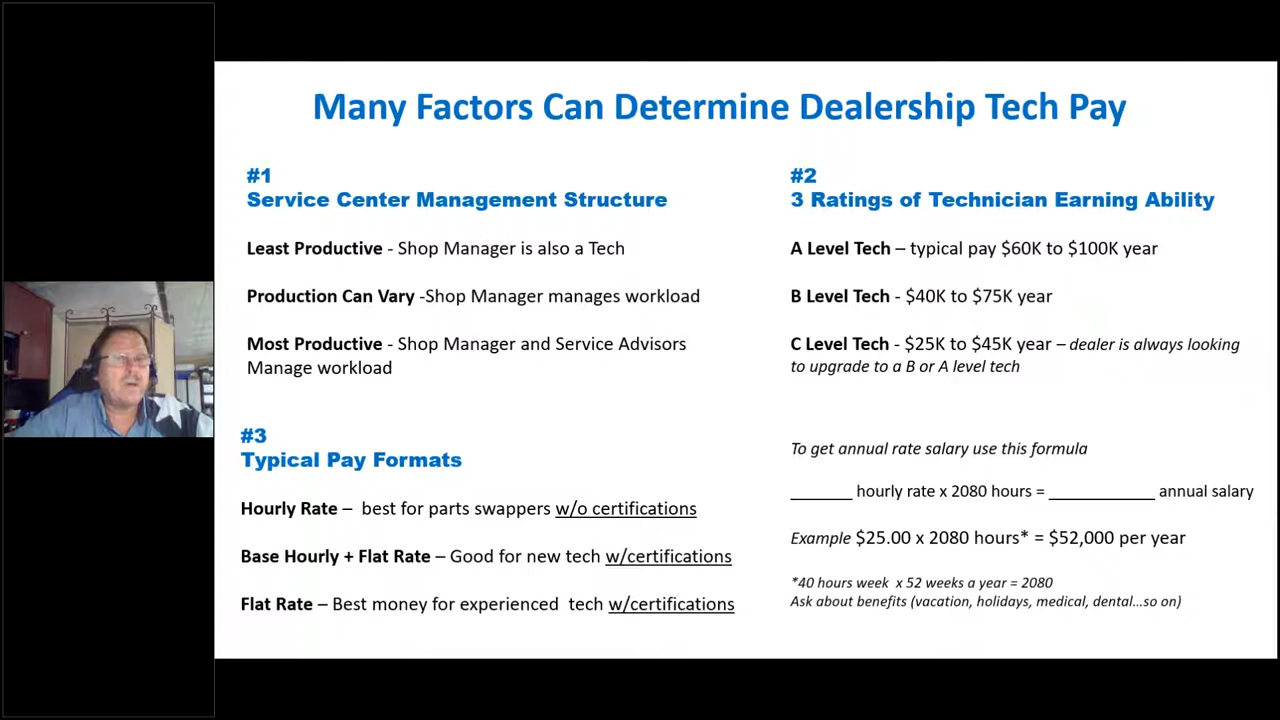 Many Factors Can Determine Dealership Tech Pay
#1
Service Center Management Structure
Least Productive - Shop Manager is also a Tech
Production Can Vary -Shop Manager manages workload
Most Productive - Shop Manager and Service Advisors
Manage workload
#2
3 Ratings of Technician Earning Ability
A Level Tech – typical pay $60K to $100K year
B Level Tech - $40K to $75K year
C Level Tech - $25K to $45K year – dealer is always looking
to upgrade to a B or A level tech
#3
Typical Pay Formats
Hourly Rate – best for parts swappers w/o certifications
Base Hourly + Flat Rate – Good for new tech w/certifications
Flat Rate – Best money for experienced tech w/certifications
To get annual rate salary use this formula
_______ hourly rate x 2080 hours = ____________ annual salary
Example $25.00 x 2080 hours* = $52,000 per year
*40 hours week x 52 weeks a year = 2080
Ask about benefits (vacation, holidays, medical, dental...so on)